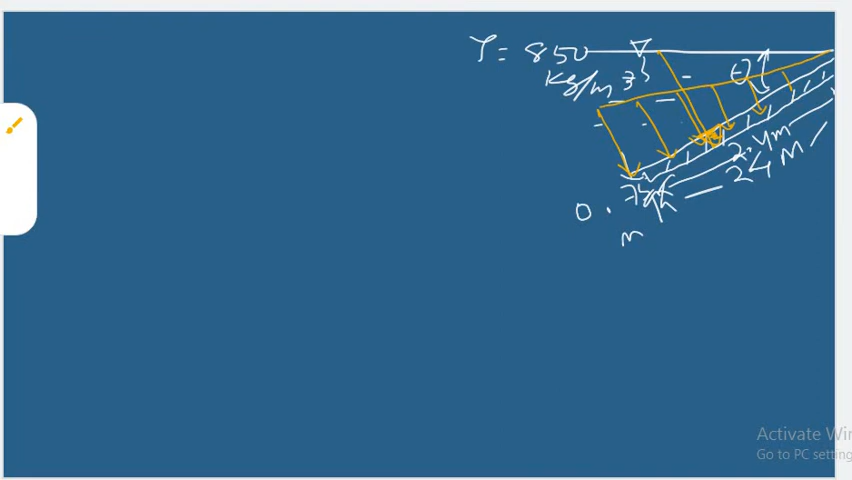 γ = 850
Kg/m3
θ
2.4m
24 M
0.
m
Activate Win
Go to PC setting